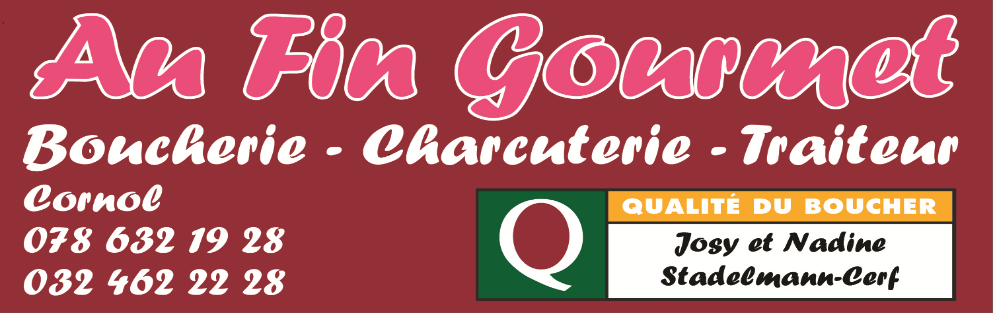 Au Fin Gourmet
Boucherie - Charcuterie - Traiteur
Cornol
078 632 19 28
032 462 22 28
Q
QUALITÉ DU BOUCHER
Josy et Nadine
Stadelmann-Cerf